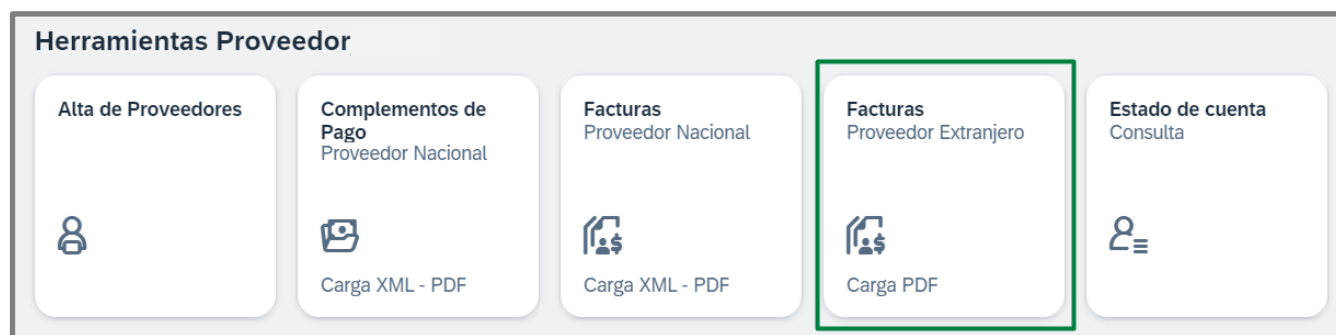 Herramientas Proveedor
Alta de Proveedores
Complementos de
Pago
Proveedor Nacional
Carga XML - PDF
Facturas
Proveedor Nacional
Carga XML - PDF
Facturas
Proveedor Extranjero
Carga PDF
Estado de cuenta
Consulta